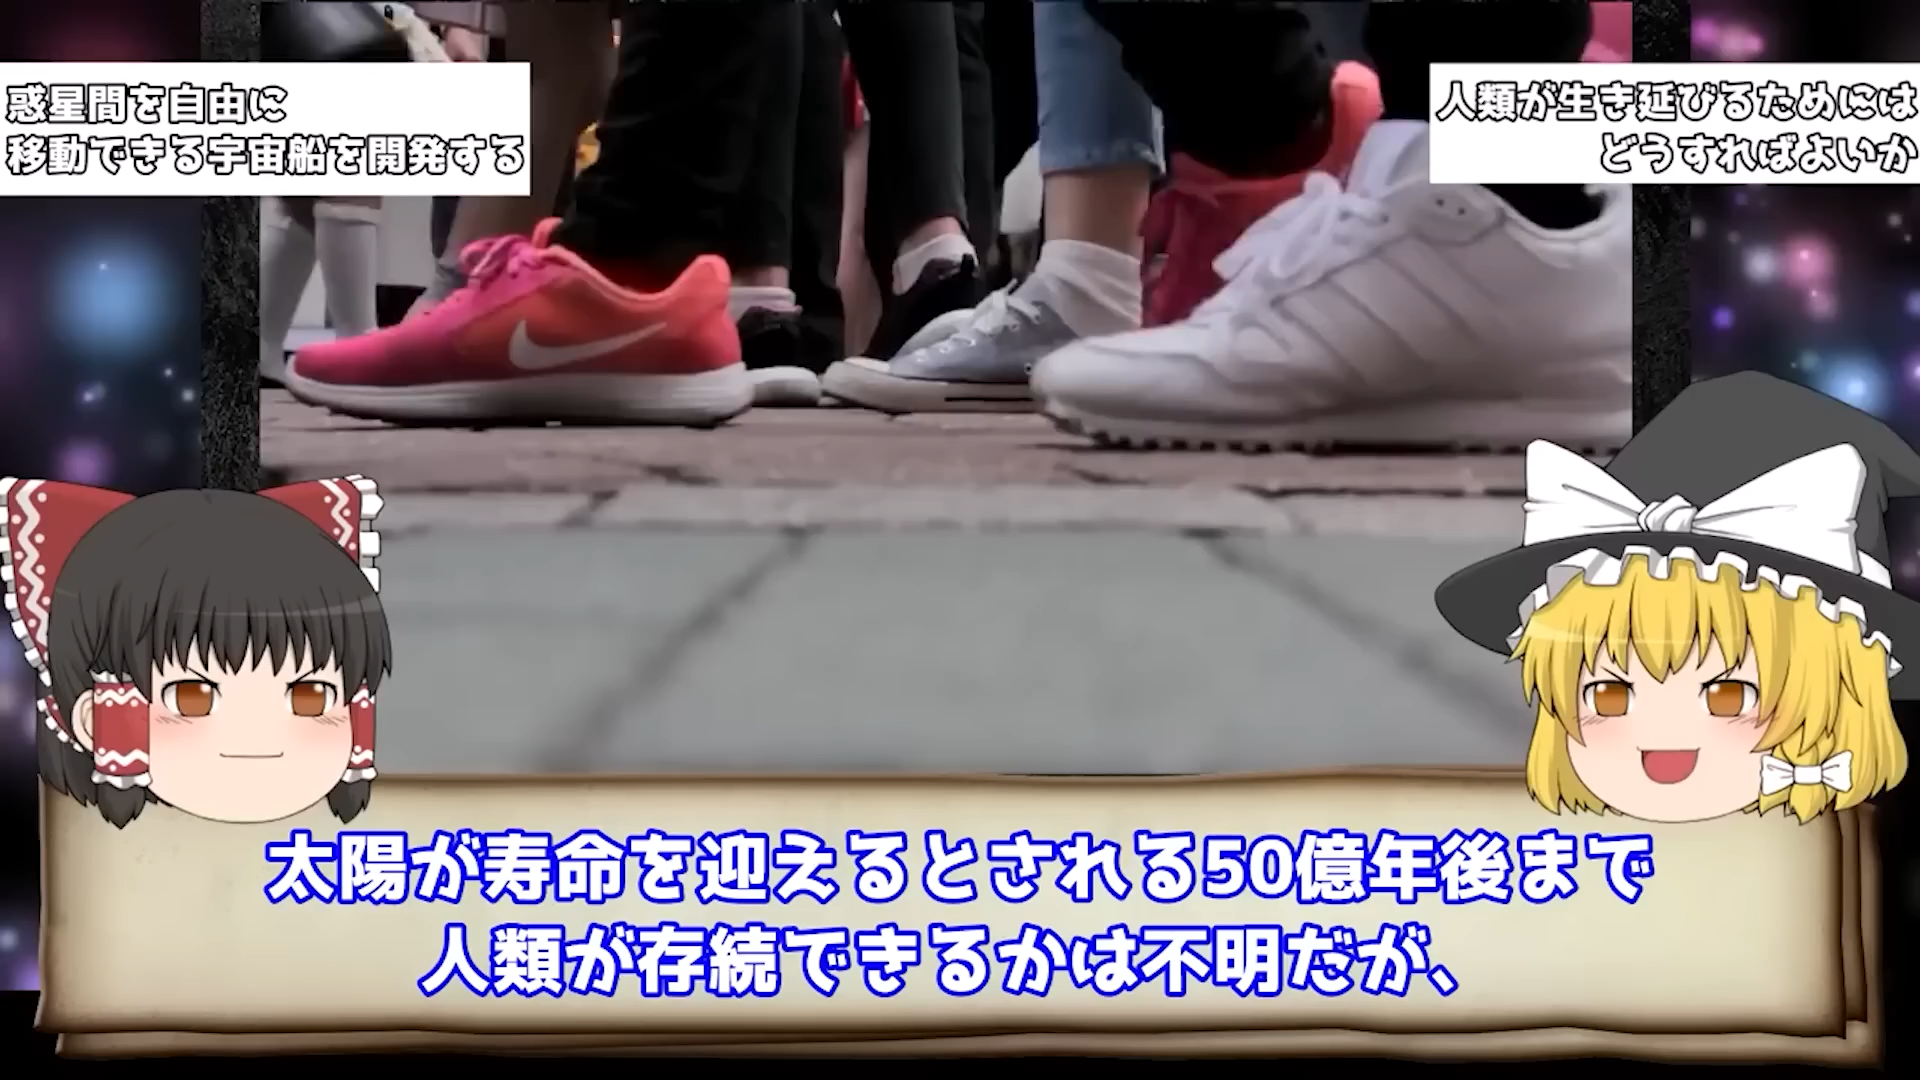 惑星間を自由に
移動できる宇宙船を開発する
人類が生き延びるためには
どうすればよいか
太陽が寿命を迎えるとされる50億年後まで
人類が存続できるかは不明だが、